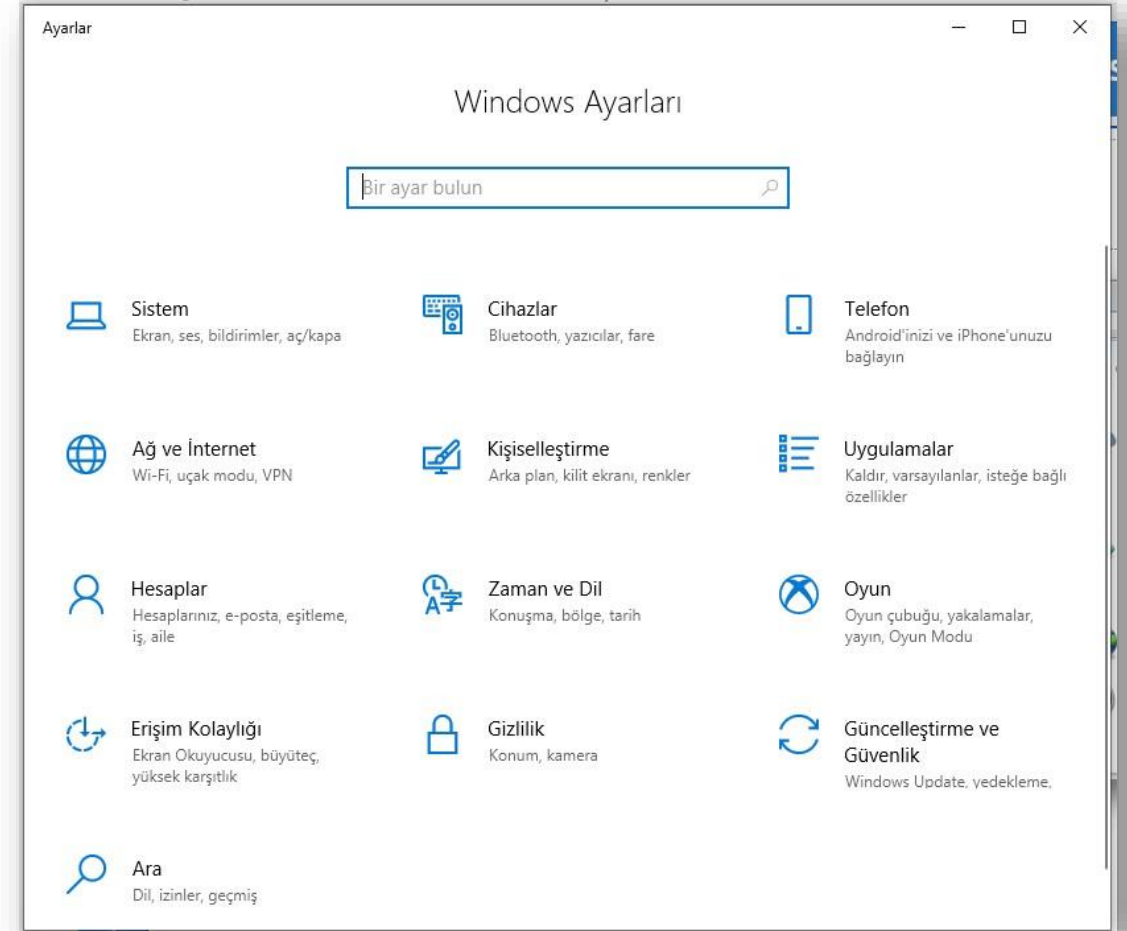 Ayarlar
Windows Ayarları
Bir ayar bulun
Sistem
Ekran, ses, bildirimler, aç/kapa
Cihazlar
Bluetooth, yazıcılar, fare
Telefon
Android'inizi ve iPhone'unuzu
bağlayın
Ağ ve İnternet
Wi-Fi, uçak modu, VPN
Kişiselleştirme
Arka plan, kilit ekranı, renkler
Uygulamalar
Kaldır, varsayılanlar, isteğe bağlı
özellikler
Hesaplar
Hesaplarınız, e-posta, eşitleme,
iş, aile
Zaman ve Dil
Konuşma, bölge, tarih
Oyun
Oyun çubuğu, yakalamalar,
yayın, Oyun Modu
Erişim Kolaylığı
Ekran Okuyucusu, büyüteç,
yüksek karşıtlık
Gizlilik
Konum, kamera
Güncelleştirme ve
Güvenlik
Windows Update, yedekleme,
Ara
Dil, izinler, geçmiş